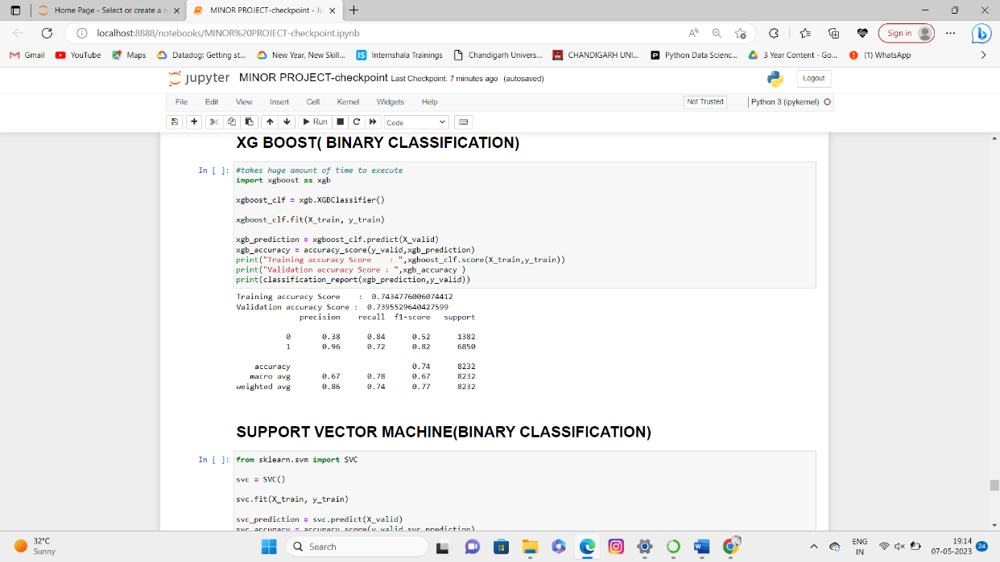 Home Page - Select or create a n
MINOR PROJECT-checkpoint - Ju
localhost:8888/notebooks/MINOR%20PROJECT-checkpoint.ipynb
Sign in
Gmail YouTube Maps Datadog: Getting st... New Year, New Skill... IS Internshala Trainings Chandigarh Univers... CHANDIGARH UNI... Python Data Scienc... 3 Year Content - Go... (1) WhatsApp
jupyter MINOR PROJECT-checkpoint Last Checkpoint: 7 minutes ago (autosaved) Logout
File Edit View Insert Cell Kernel Widgets Help Not Trusted Python 3 (ipykernel)
Run Code
XG BOOST( BINARY CLASSIFICATION)
In [ ]: #takes huge amount of time to execute
import xgboost as xgb
xgboost_clf = xgb.XGBClassifier()
xgboost_clf.fit(X_train, y_train)
xgb_prediction = xgboost_clf.predict(X_valid)
xgb_accuracy = accuracy_score(y_valid,xgb_prediction)
print("Training accuracy Score    : ",xgboost_clf.score(X_train,y_train))
print("Validation accuracy Score : ",xgb_accuracy )
print(classification_report(xgb_prediction,y_valid))
Training accuracy Score    :  0.7434776006074412
Validation accuracy Score :  0.7395529640427599
precision recall f1-score support
0 0.38 0.84 0.52 1382
1 0.96 0.72 0.82 6850
accuracy 0.74 8232
macro avg 0.67 0.78 0.67 8232
weighted avg 0.86 0.74 0.77 8232
SUPPORT VECTOR MACHINE(BINARY CLASSIFICATION)
In [ ]: from sklearn.svm import SVC
svc = SVC()
svc.fit(X_train, y_train)
svc_prediction = svc.predict(X_valid)
svc_accuracy = accuracy_score(y_valid,svc_prediction)
32°C
Sunny
Search
ENG
IN
19:14
07-05-2023
24